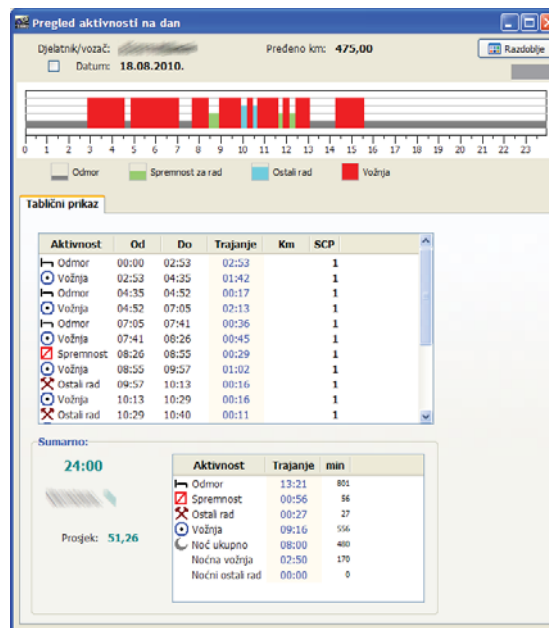 Pregled aktivnosti na dan
Djelatnik/vozač: Pređeno km: 475,00 Razdoblje
Datum: 18.08.2010.
0 1 2 3 4 5 6 7 8 9 10 11 12 13 14 15 16 17 18 19 20 21 22 23
Odmor Spremnost za rad Ostali rad Vožnja
Tablični prikaz
Aktivnost Od Do Trajanje Km SCP
Odmor 00:00 02:53 02:53 1
Vožnja 02:53 04:35 01:42 1
Odmor 04:35 04:52 00:17 1
Vožnja 04:52 07:05 02:13 1
Odmor 07:05 07:41 00:36 1
Vožnja 07:41 08:26 00:45 1
Spremnost 08:26 08:55 00:29 1
Vožnja 08:55 09:57 01:02 1
Ostali rad 09:57 10:13 00:16 1
Vožnja 10:13 10:29 00:16 1
Ostali rad 10:29 10:40 00:11 1
Sumarno:
24:00
Prosjek: 51,26
Aktivnost Trajanje min
Odmor 13:21 801
Spremnost 00:56 56
Ostali rad 00:27 27
Vožnja 09:16 556
Noć ukupno 08:00 480
Noćna vožnja 02:50 170
Noćni ostali rad 00:00 0